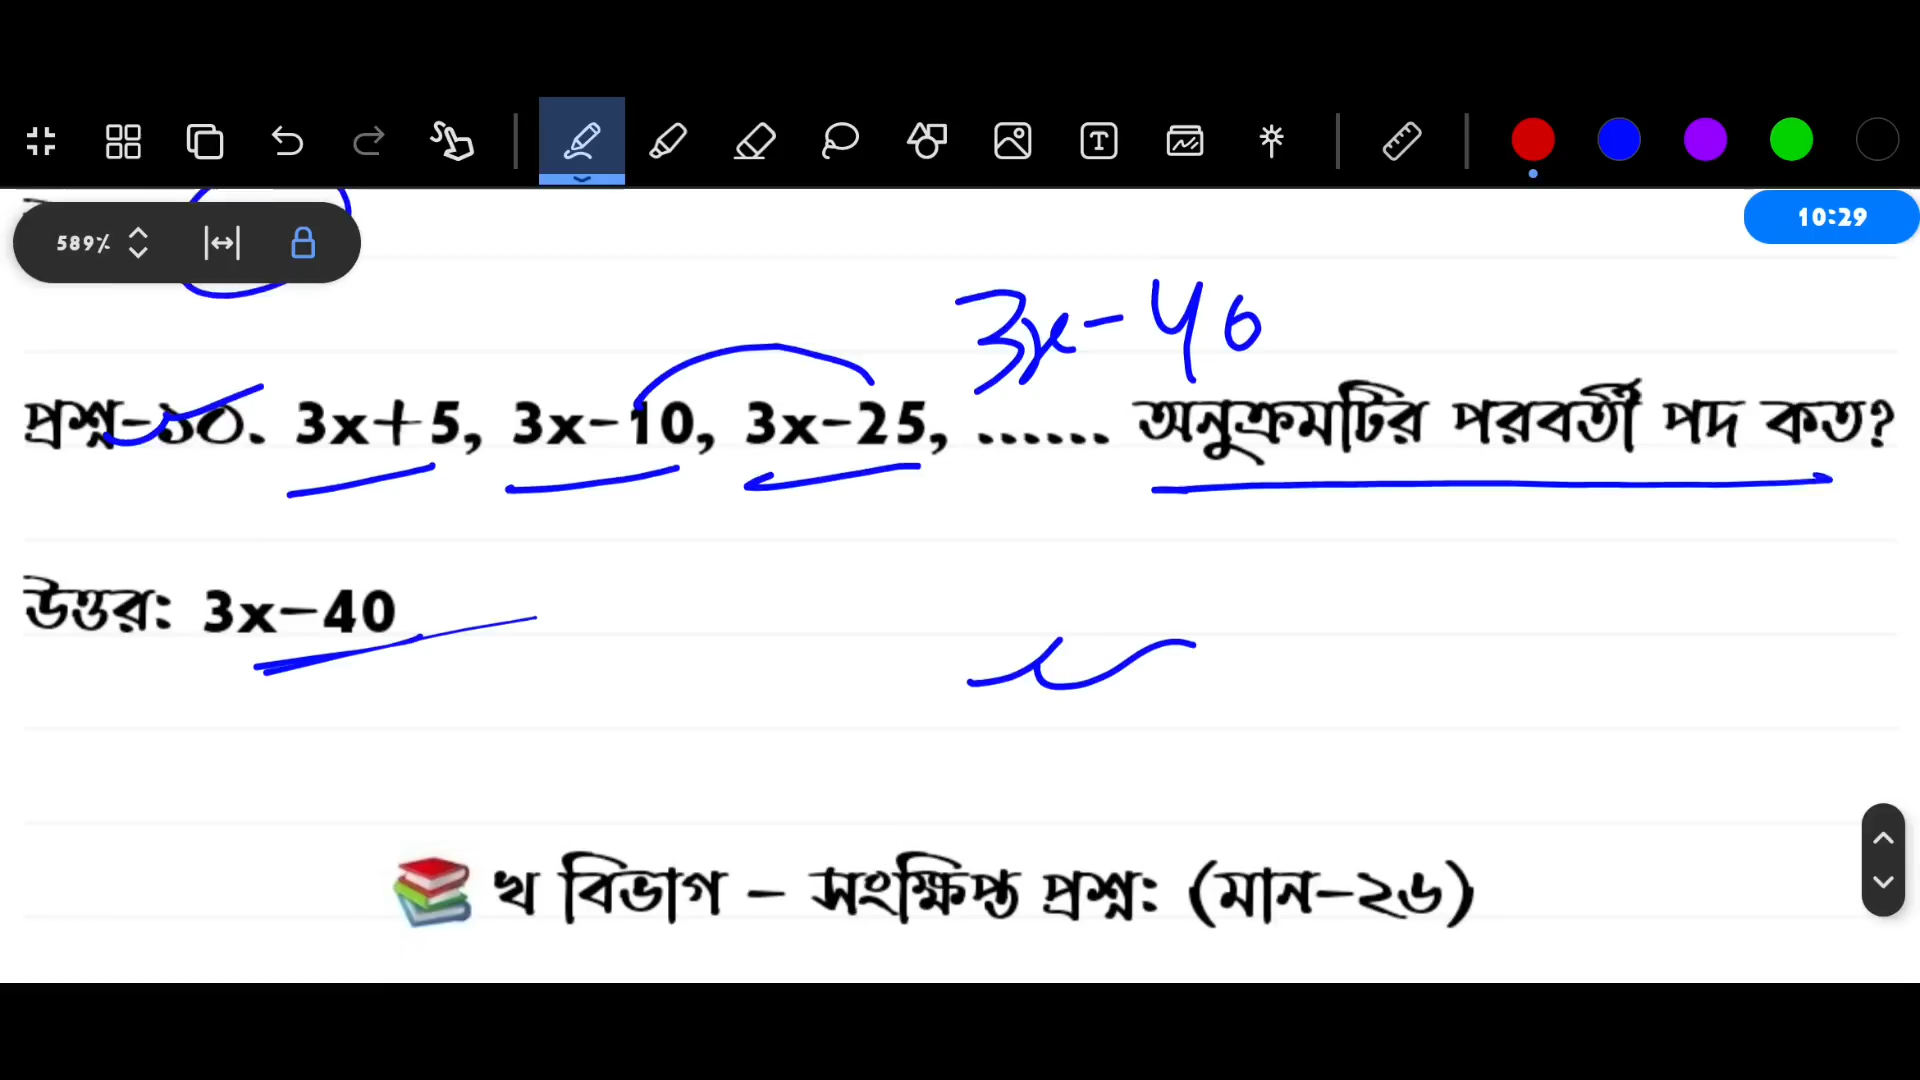 589%
10:29
3x-40
প্রশ্ন-১০. 3x+5, 3x-10, 3x-25, ...... অনুক্রমটির পরবর্তী পদ কত?
উত্তর: 3x-40
খ বিভাগ – সংক্ষিপ্ত প্রশ্ন: (মান-২৬)